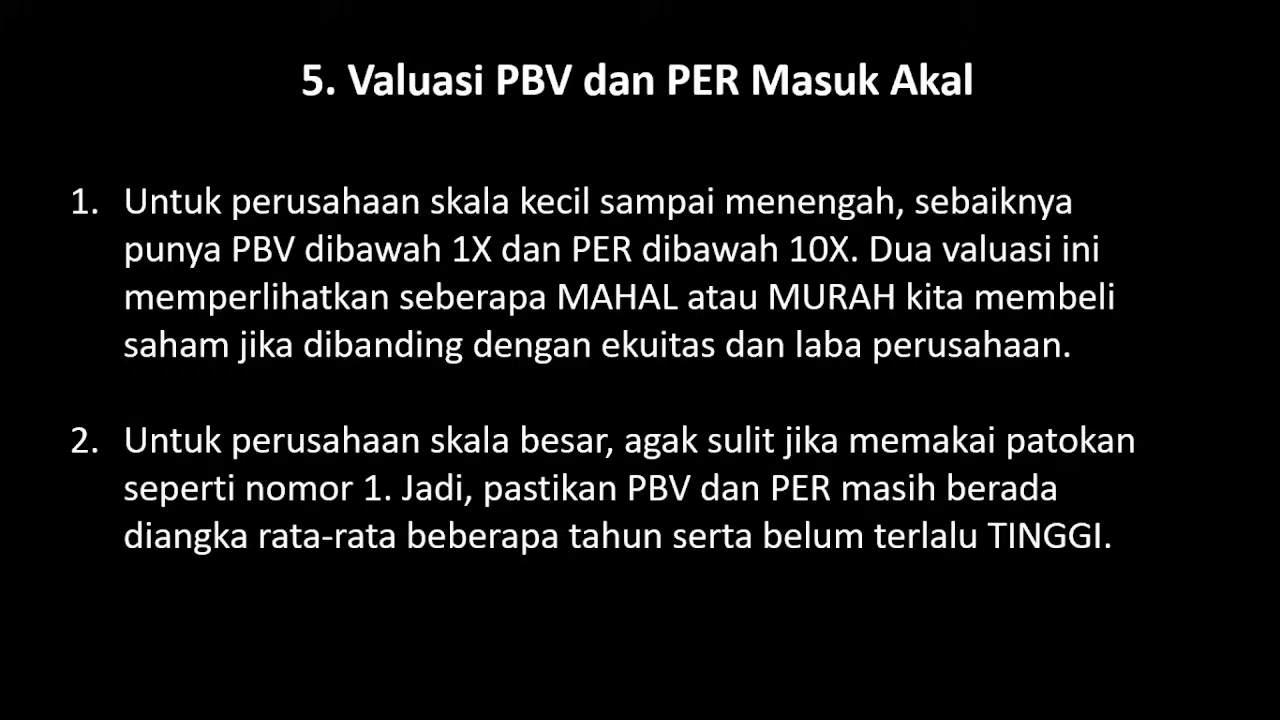 5. Valuasi PBV dan PER Masuk Akal
1. Untuk perusahaan skala kecil sampai menengah, sebaiknya
punya PBV dibawah 1X dan PER dibawah 10X. Dua valuasi ini
memperlihatkan seberapa MAHAL atau MURAH kita membeli
saham jika dibanding dengan ekuitas dan laba perusahaan.
2. Untuk perusahaan skala besar, agak sulit jika memakai patokan
seperti nomor 1. Jadi, pastikan PBV dan PER masih berada
diangka rata-rata beberapa tahun serta belum terlalu TINGGI.